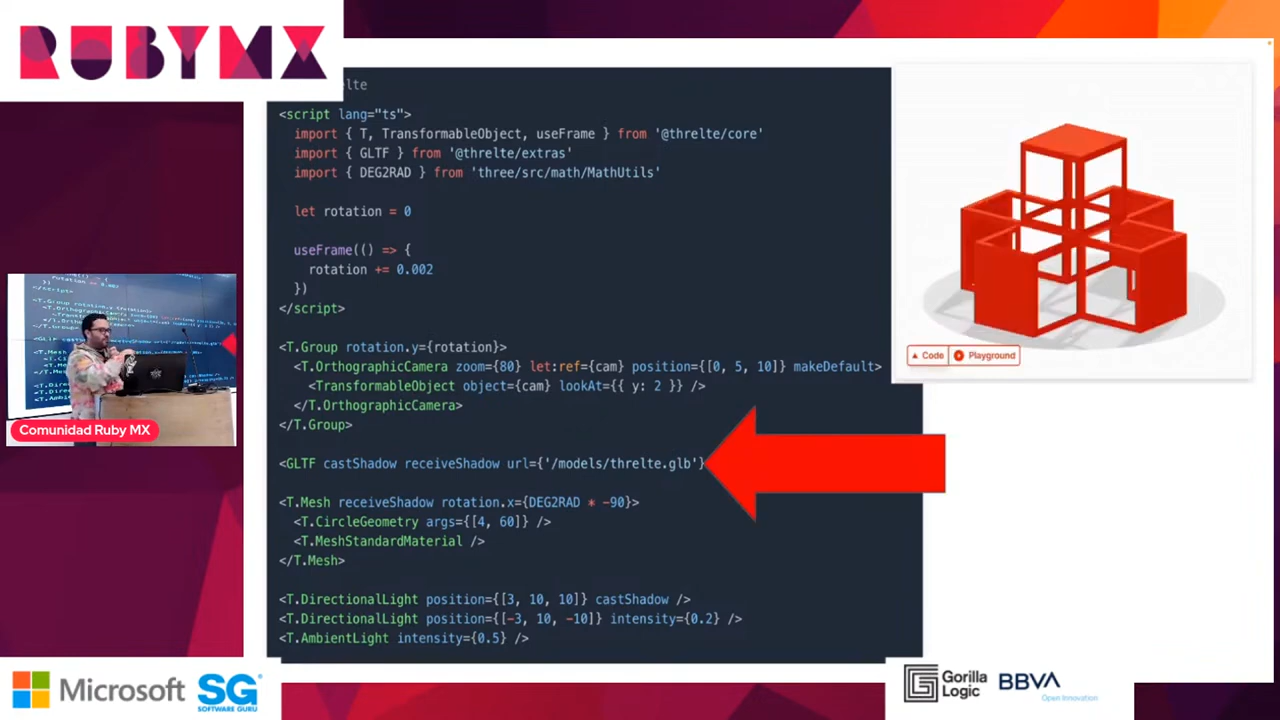 RUBYMX
lte
<script lang="ts">
import { T, TransformableObject, useFrame } from '@threlte/core'
import { GLTF } from '@threlte/extras'
import { DEG2RAD } from 'three/src/math/MathUtils'
let rotation = 0
useFrame(() => {
rotation += 0.002
})
</script>
<T.Group rotation.y={rotation}>
<T.OrthographicCamera zoom={80} let:ref={cam} position={[0, 5, 10]} makeDefault>
<TransformableObject object={cam} lookAt={{ y: 2 }} />
</T.OrthographicCamera>
</T.Group>
<GLTF castShadow receiveShadow url={'/models/threlte.glb'}
<T.Mesh receiveShadow rotation.x={DEG2RAD * -90}>
<T.CircleGeometry args={[4, 60]} />
<T.MeshStandardMaterial />
</T.Mesh>
<T.DirectionalLight position={[3, 10, 10]} castShadow />
<T.DirectionalLight position={[-3, 10, -10]} intensity={0.2} />
<T.AmbientLight intensity={0.5} />
Code Playground
Comunidad Ruby MX
Microsoft
SG
SOFTWARE GURU
Gorilla
Logic
BBVA
Open Innovation